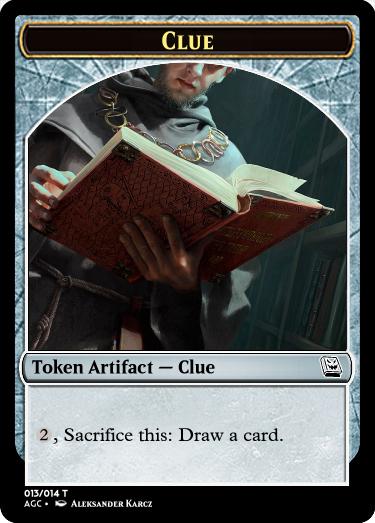 CLUE
Token Artifact — Clue
2, Sacrifice this: Draw a card.
013/014 T
AGC • ALEKSANDER KARCZ